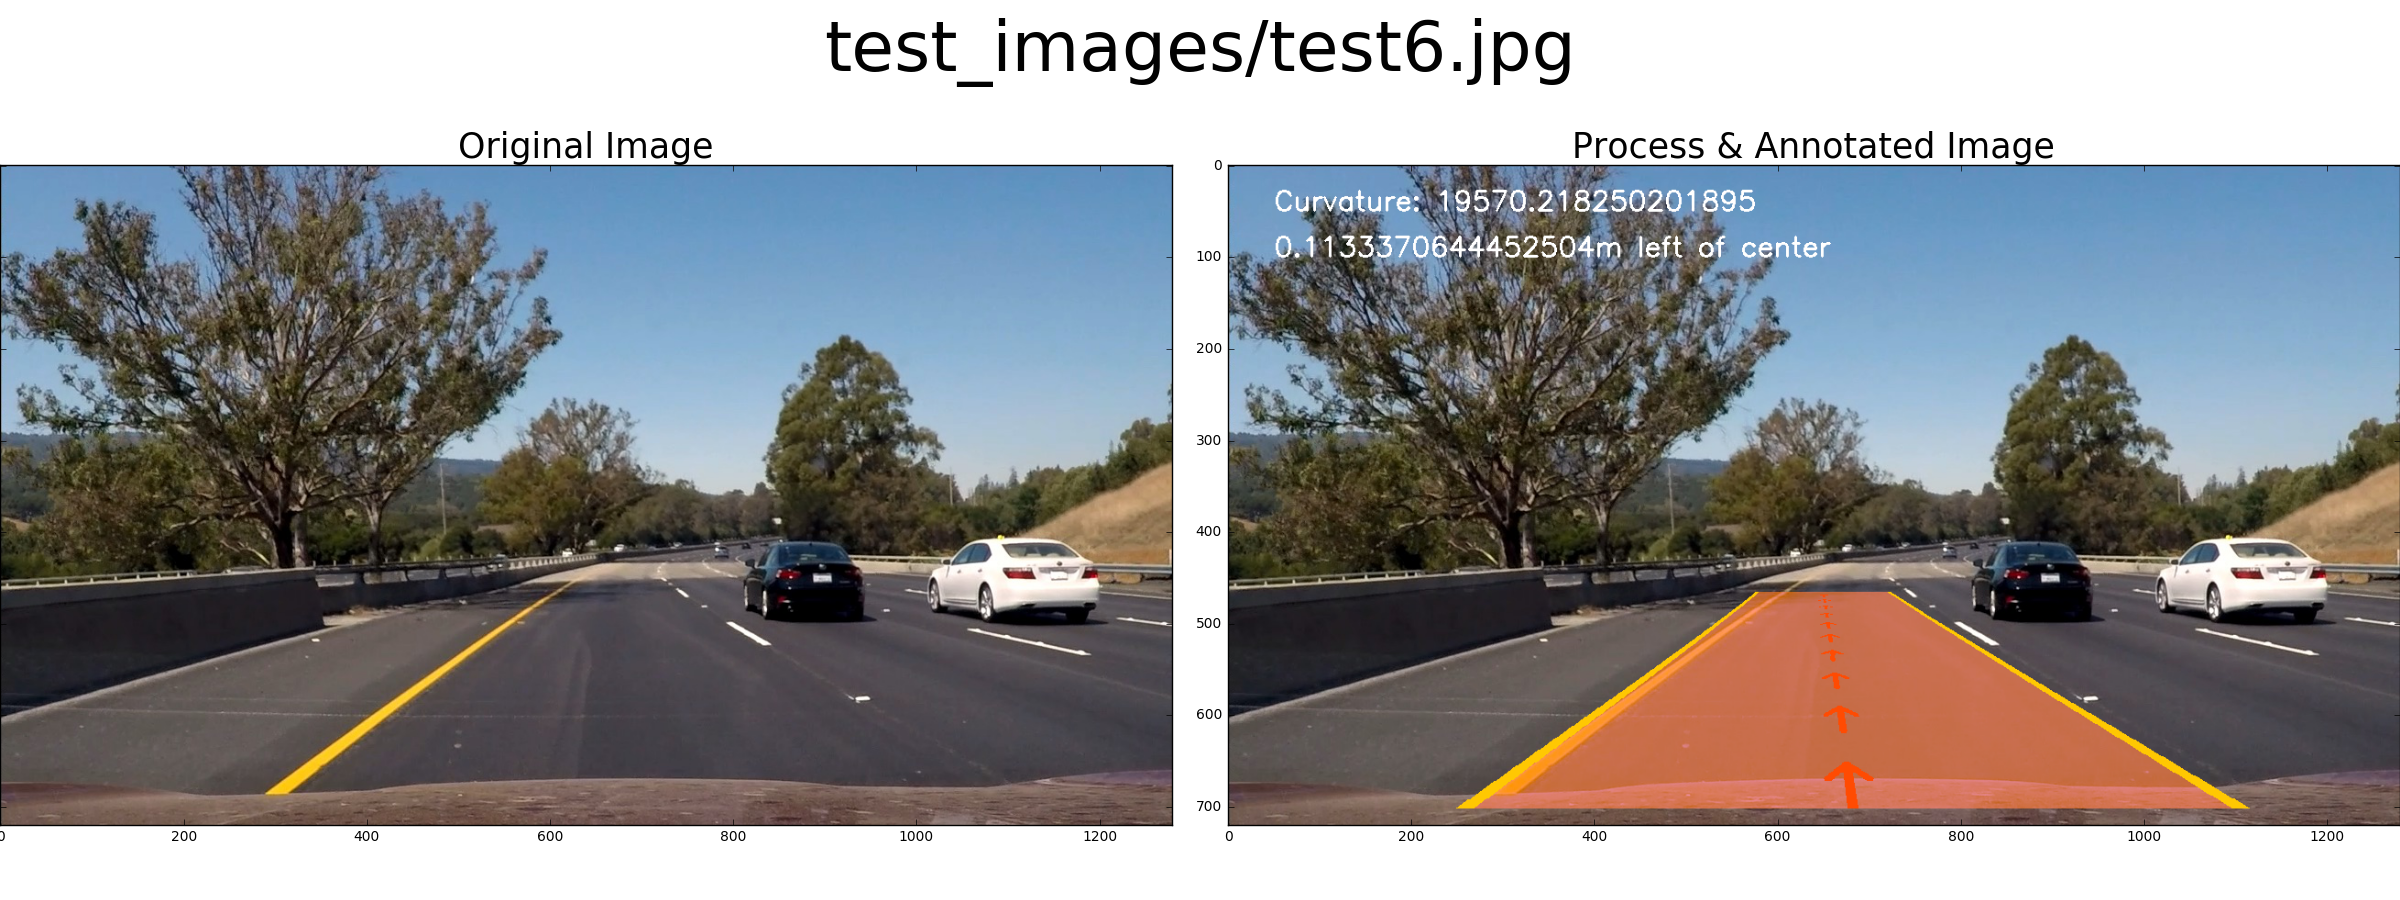 test_images/test6.jpg
Original Image
Process & Annotated Image
Curvature: 19570.218250201895
0.1133370644452504m left of center
0
100
200
300
400
500
600
700
0 200 400 600 800 1000 1200
0 200 400 600 800 1000 1200